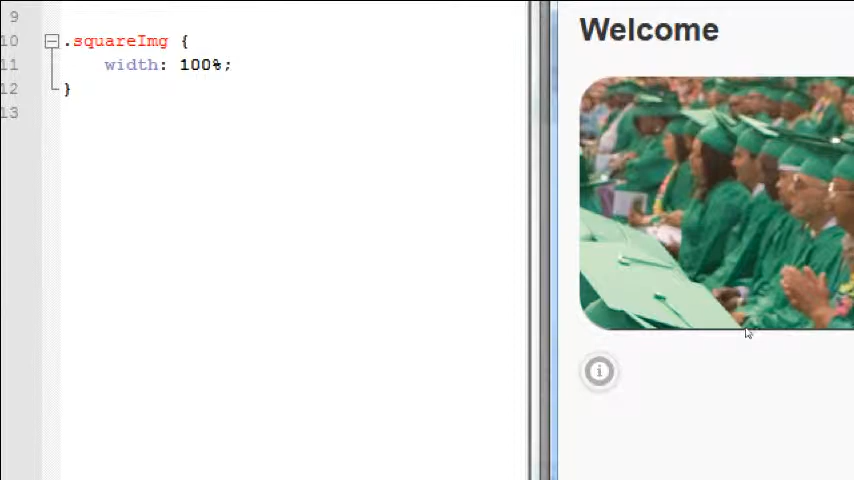 9
10 .squareImg {
11 width: 100%;
12 }
13
Welcome
i